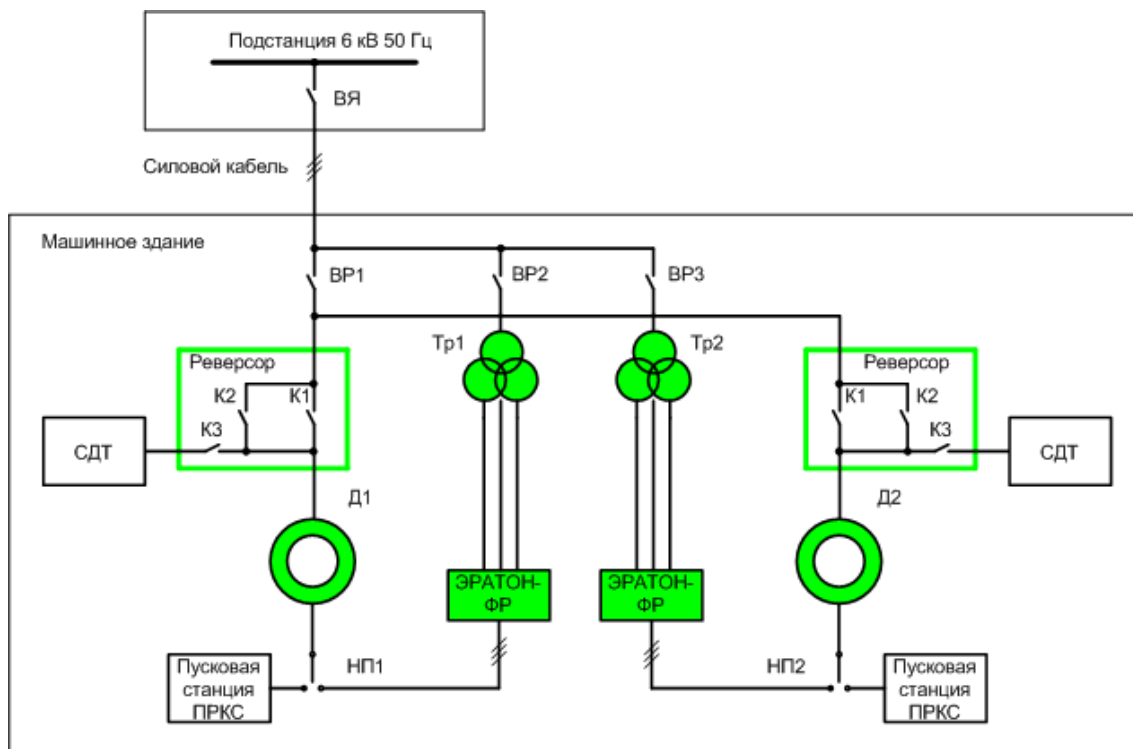 Подстанция 6 кВ 50 Гц
ВЯ
Силовой кабель
Машинное здание
ВР1
ВР2
ВР3
Тр1
Тр2
Реверсор
К2
К1
К3
СДТ
Реверсор
К1
К2
К3
СДТ
Д1
Д2
ЭРАТОН-
ФР
ЭРАТОН-
ФР
НП1
НП2
Пусковая
станция
ПРКС
Пусковая
станция
ПРКС